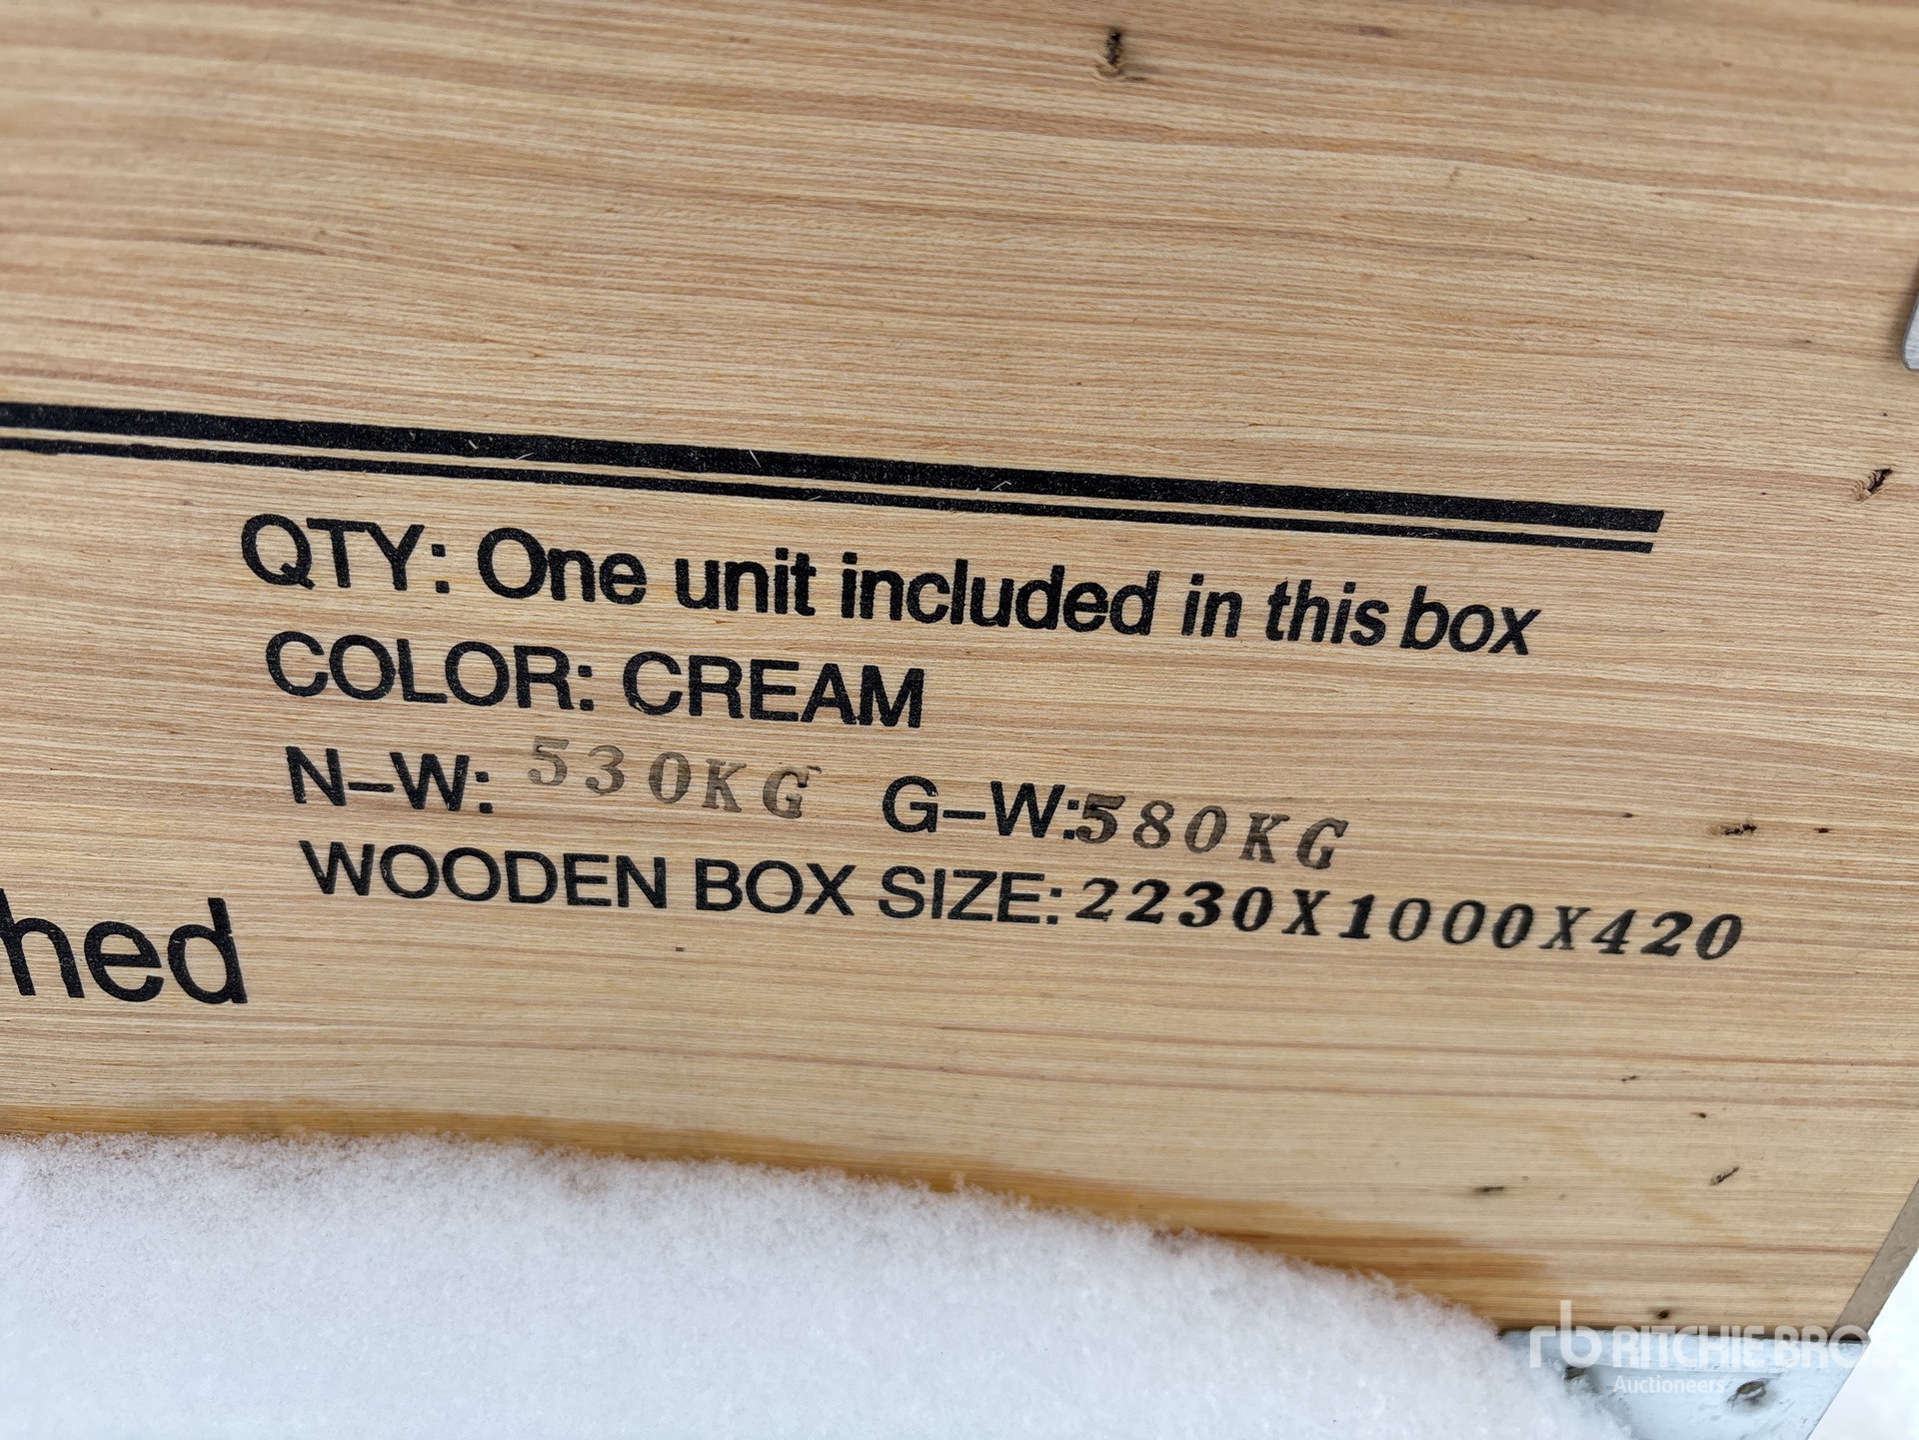 QTY: One unit included in this box
COLOR: CREAM
N-W: 530KG G-W:580KG
WOODEN BOX SIZE:2230X1000X420
hed
rb RITCHIE BROS
Auctioneers